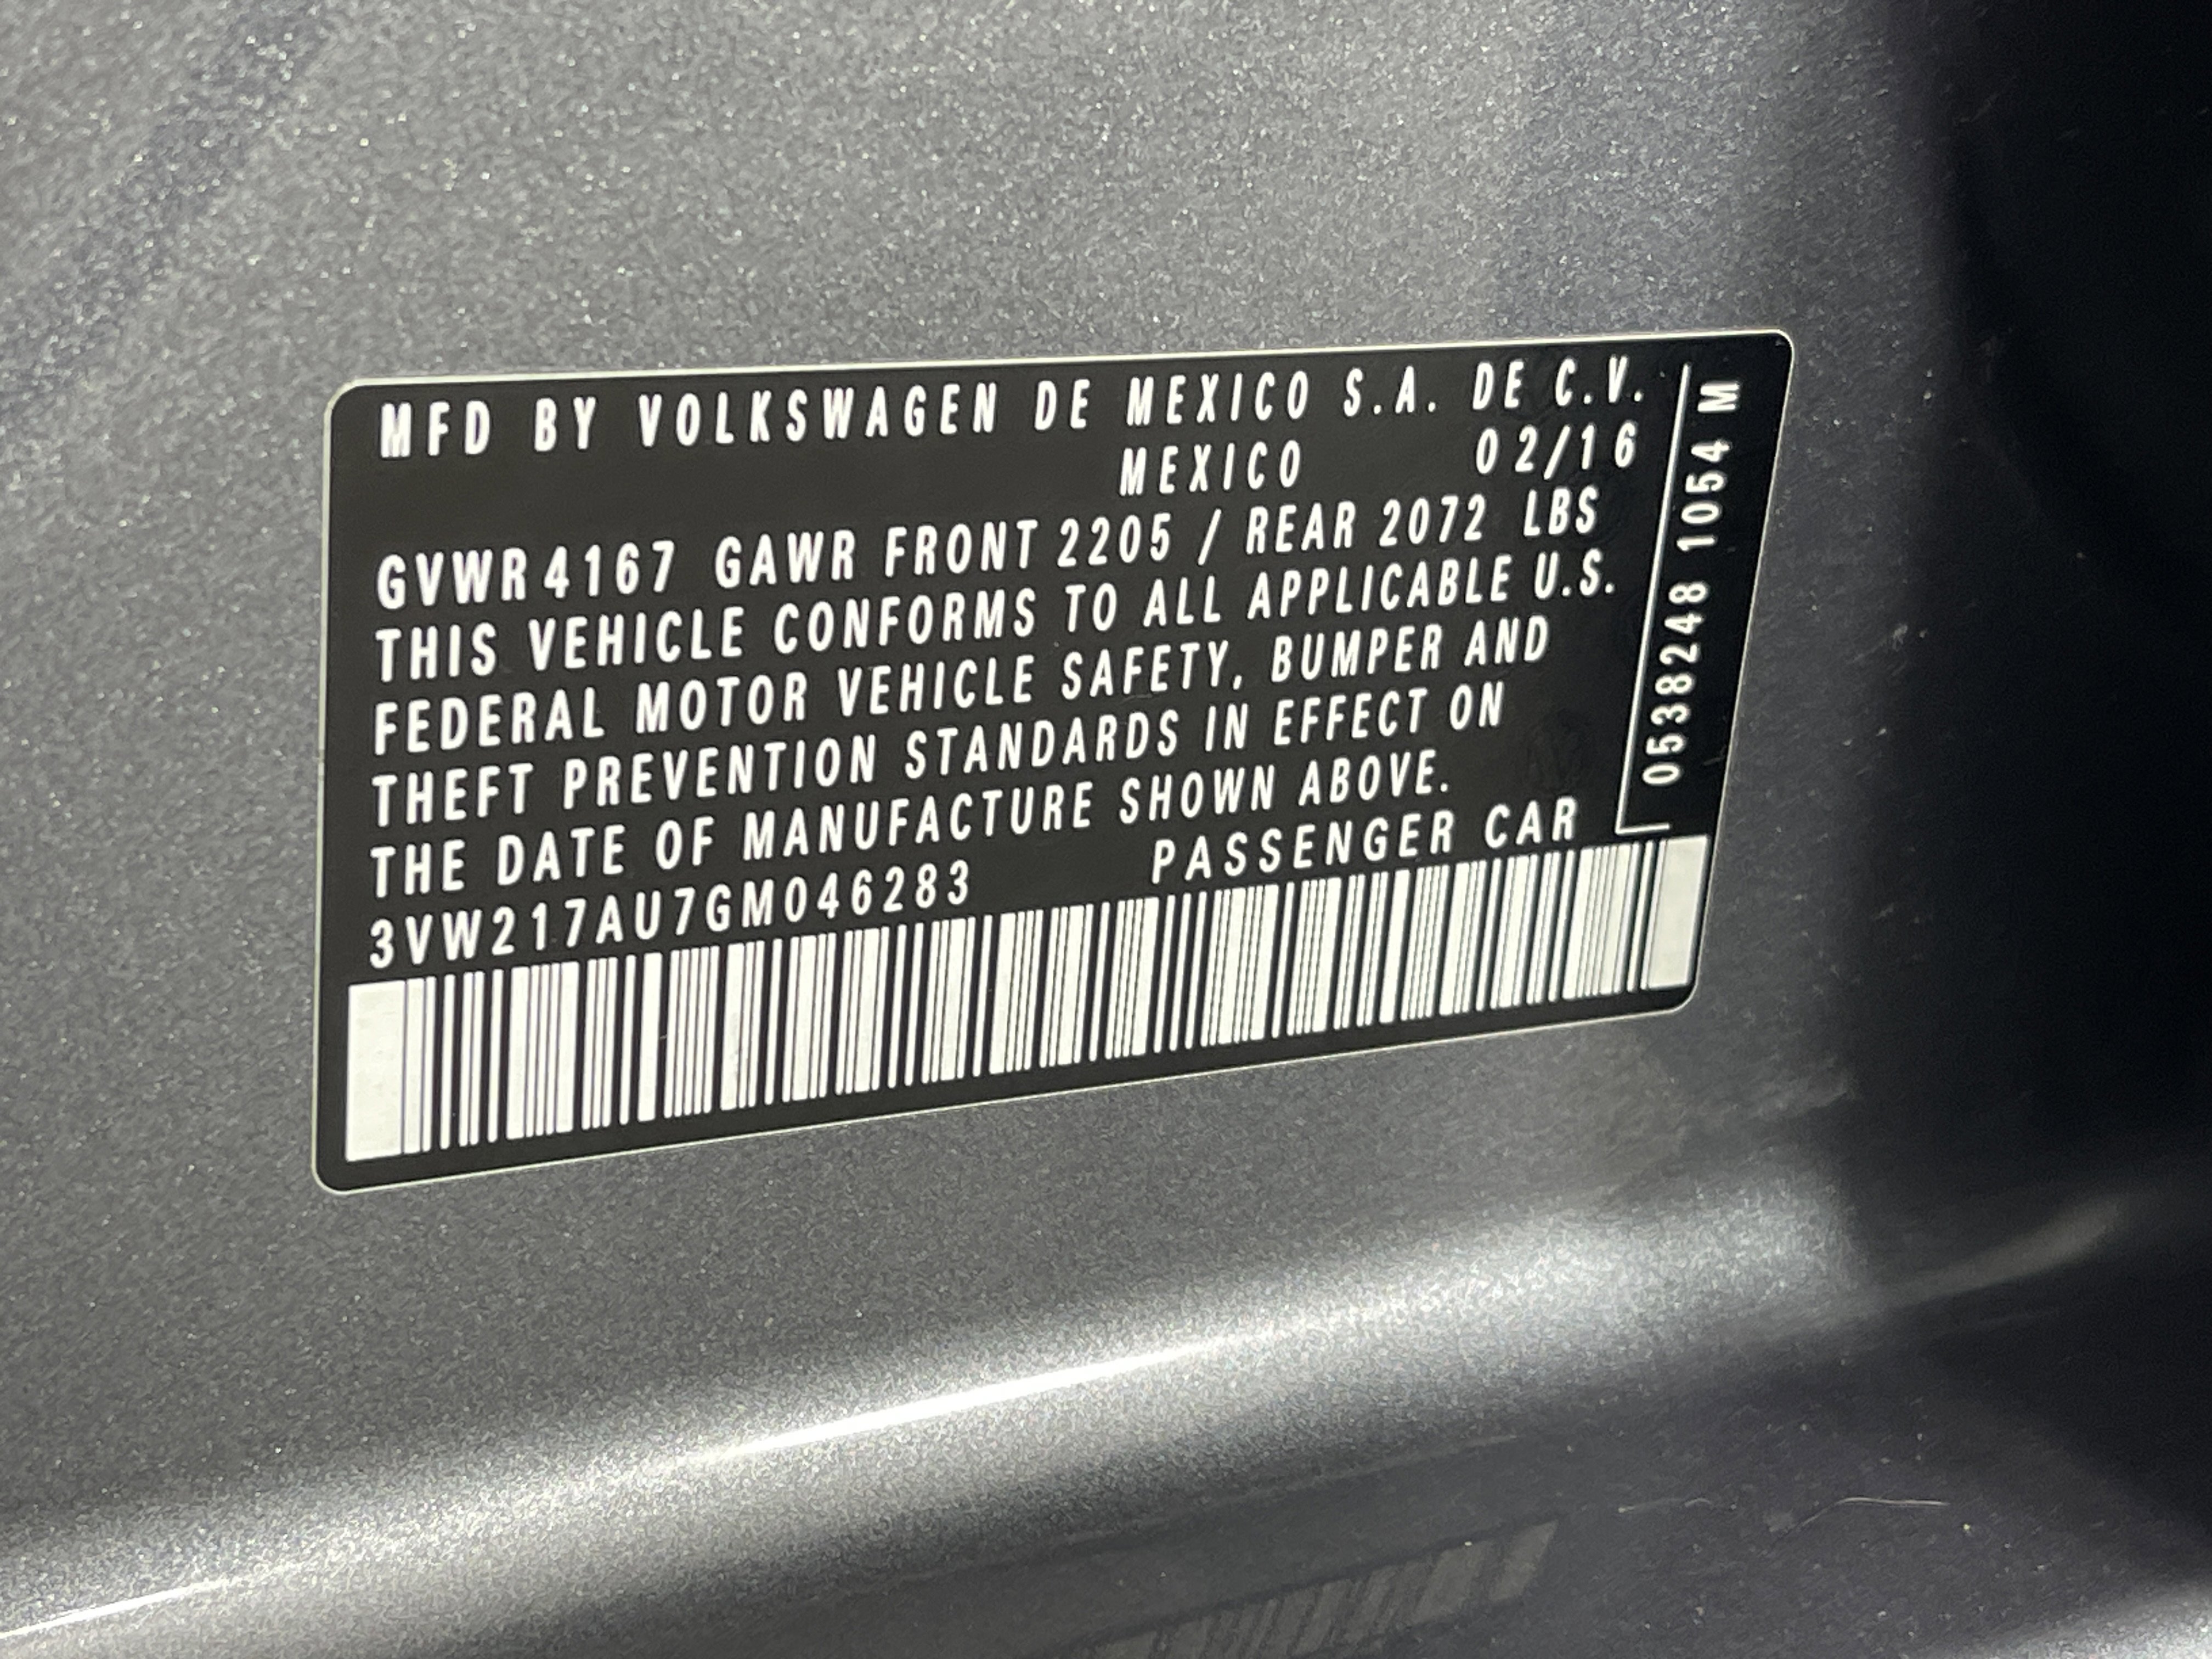 MFD BY VOLKSWAGEN DE MEXICO S.A. DE C.V.
MEXICO 02/16
GVWR 4167 GAWR FRONT 2205 / REAR 2072 LBS
THIS VEHICLE CONFORMS TO ALL APPLICABLE U.S.
FEDERAL MOTOR VEHICLE SAFETY, BUMPER AND
THEFT PREVENTION STANDARDS IN EFFECT ON
THE DATE OF MANUFACTURE SHOWN ABOVE.
3VW217AU7GM046283 PASSENGER CAR
0538248 1054 M